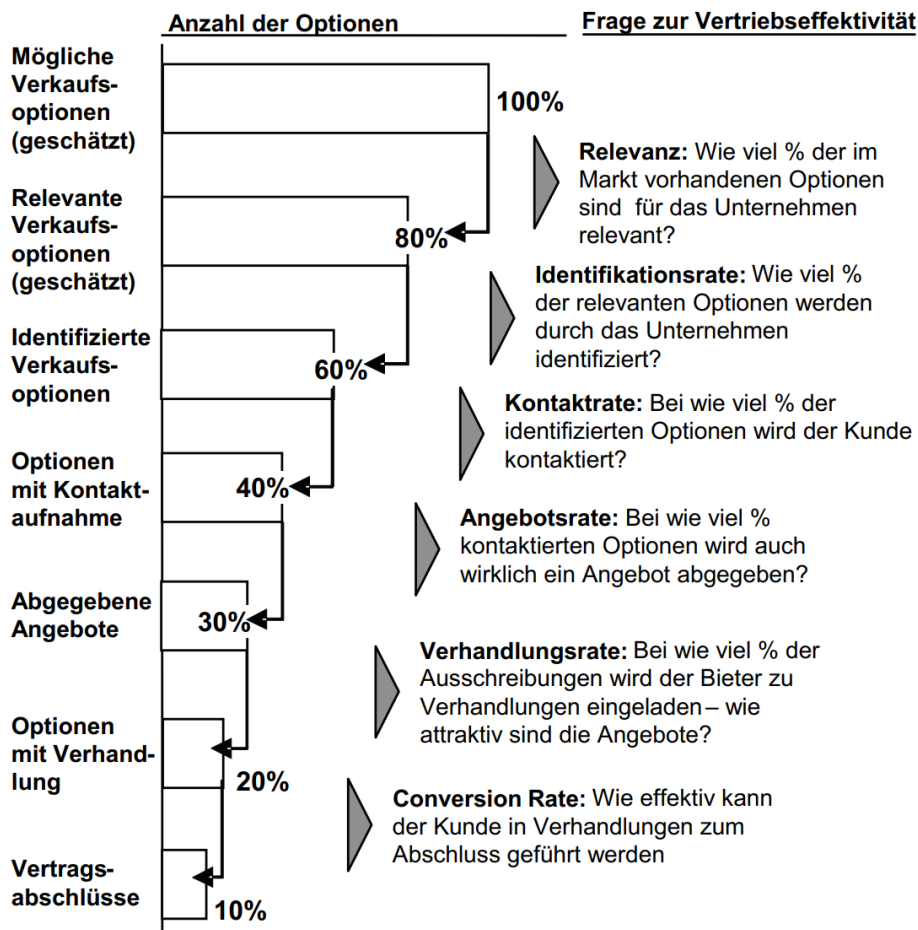 Anzahl der Optionen
Frage zur Vertriebseffektivität
Mögliche
Verkaufs-
optionen
(geschätzt)
100%
Relevanz: Wie viel % der im
Markt vorhandenen Optionen
sind für das Unternehmen
relevant?
Relevante
Verkaufs-
optionen
(geschätzt)
80%
Identifikationsrate: Wie viel %
der relevanten Optionen werden
durch das Unternehmen
identifiziert?
Identifizierte
Verkaufs-
optionen
60%
Kontaktrate: Bei wie viel % der
identifizierten Optionen wird der Kunde
kontaktiert?
Optionen
mit Kontakt-
aufnahme
40%
Angebotsrate: Bei wie viel %
kontaktierten Optionen wird auch
wirklich ein Angebot abgegeben?
Abgegebene
Angebote
30%
Verhandlungsrate: Bei wie viel % der
Ausschreibungen wird der Bieter zu
Verhandlungen eingeladen – wie
attraktiv sind die Angebote?
Optionen
mit Verhand-
lung
20%
Conversion Rate: Wie effektiv kann
der Kunde in Verhandlungen zum
Abschluss geführt werden
Vertrags-
abschlüsse
10%